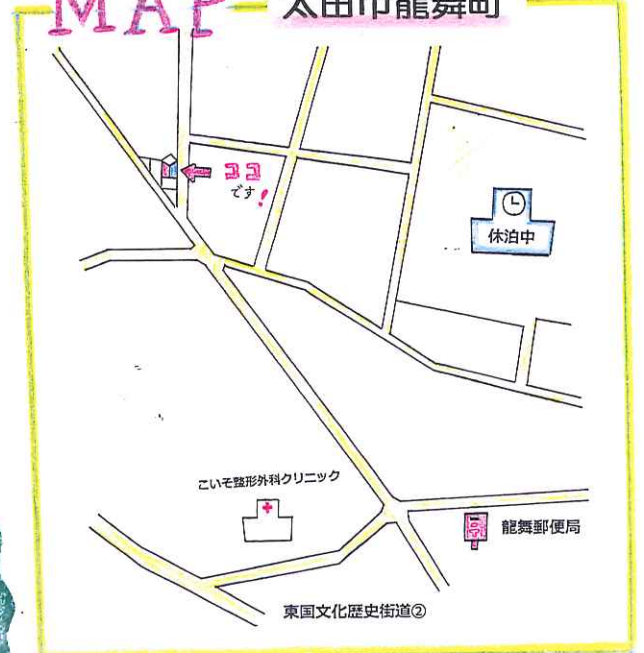 MAP
太田市龍舞町
ココ
です!
休泊中
こいそ整形外科クリニック
龍舞郵便局
東国文化歴史街道②